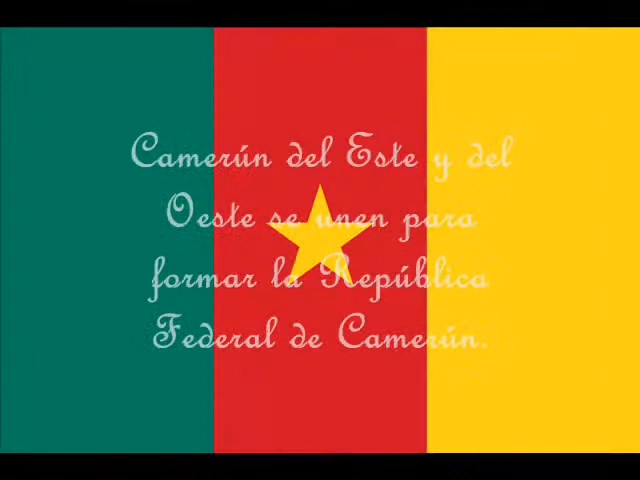 Camerún del Este y del
Oeste se unen para
formar la República
Federal de Camerún.